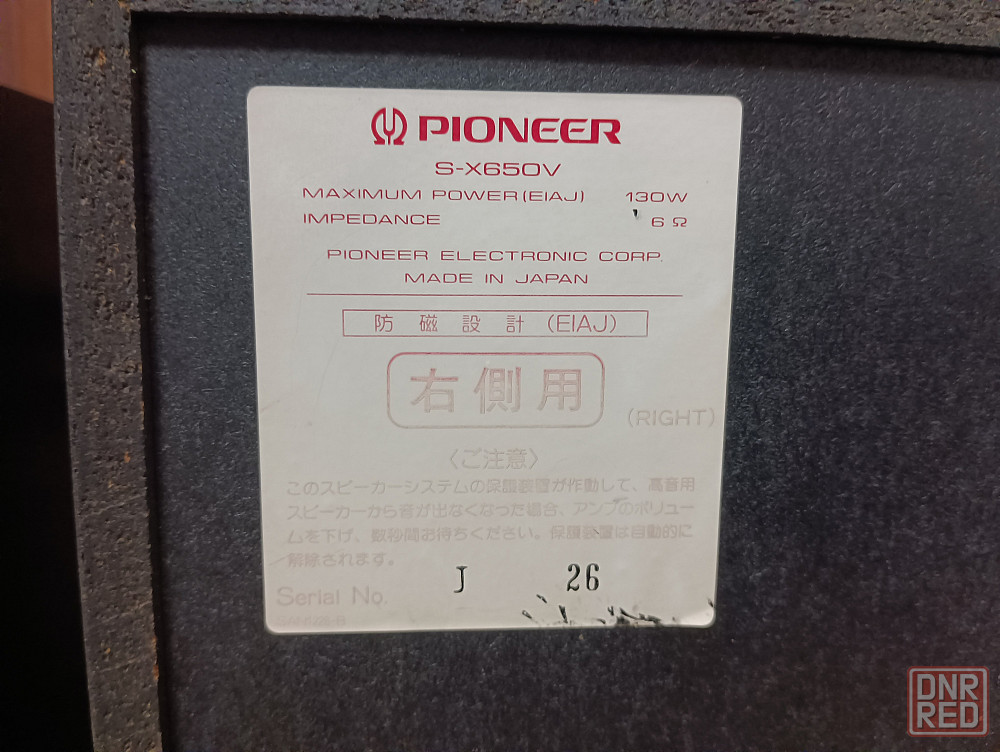 PIONEER
S-X650V
MAXIMUM POWER(EIAJ) 130W
IMPEDANCE 6 Ω
PIONEER ELECTRONIC CORP.
MADE IN JAPAN
防磁設計(EIAJ)
右側用
(RIGHT)
〈ご注意〉
このスピーカーシステムの保護装置が作動して、高音用
スピーカーから音が出なくなった場合、アンプのボリュー
ムを下げ、数秒間お待ちください。保護装置は自動的に
解除されます。
Serial No. J 26
DNR
RED